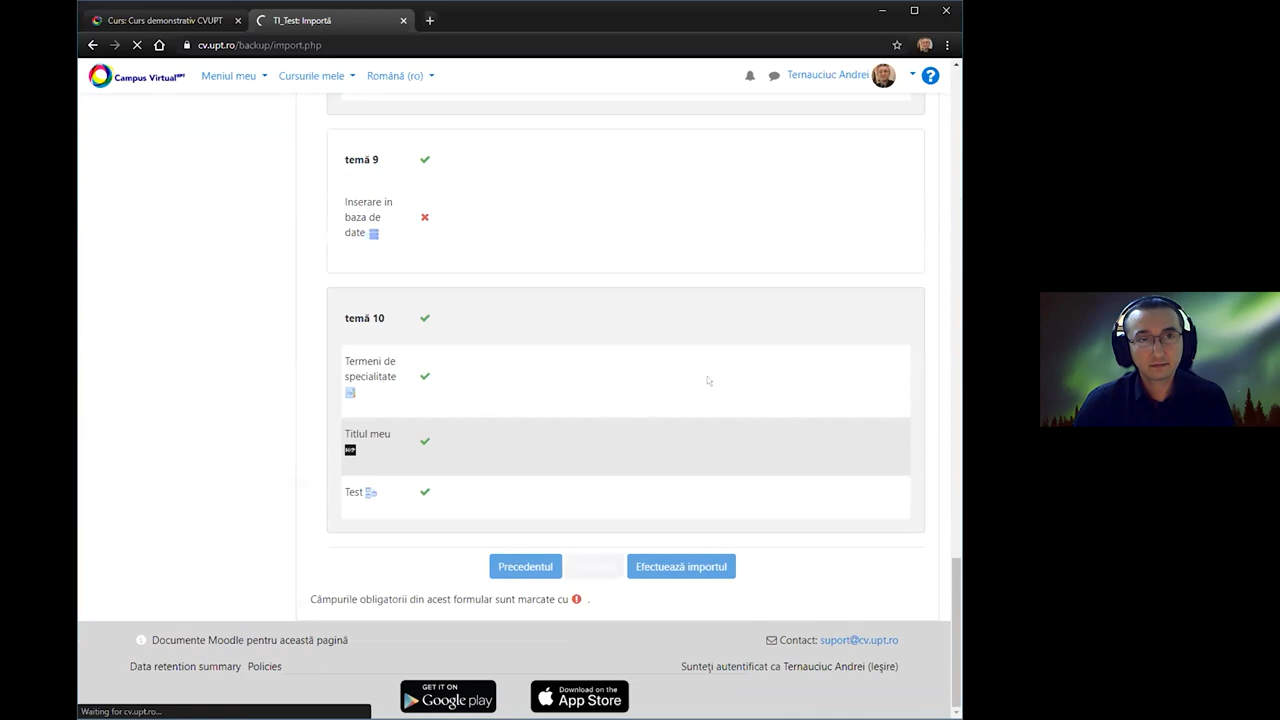 Curs: Curs demonstrativ CVUPT
TI_Test: Importă
cv.upt.ro/backup/import.php
Campus Virtual upt
Meniul meu
Cursurile mele
Română (ro)
Ternauciuc Andrei
?
temă 9
Inserare in
baza de
date
temă 10
Termeni de
specialitate
Titlul meu
H-P
Test
Precedentul
Efectuează importul
Câmpurile obligatorii din acest formular sunt marcate cu .
Documente Moodle pentru această pagină
Contact: suport@cv.upt.ro
Data retention summary Policies
Sunteți autentificat ca Ternauciuc Andrei (Ieşire)
GET IT ON
Google play
Download on the
App Store
Waiting for cv.upt.ro...